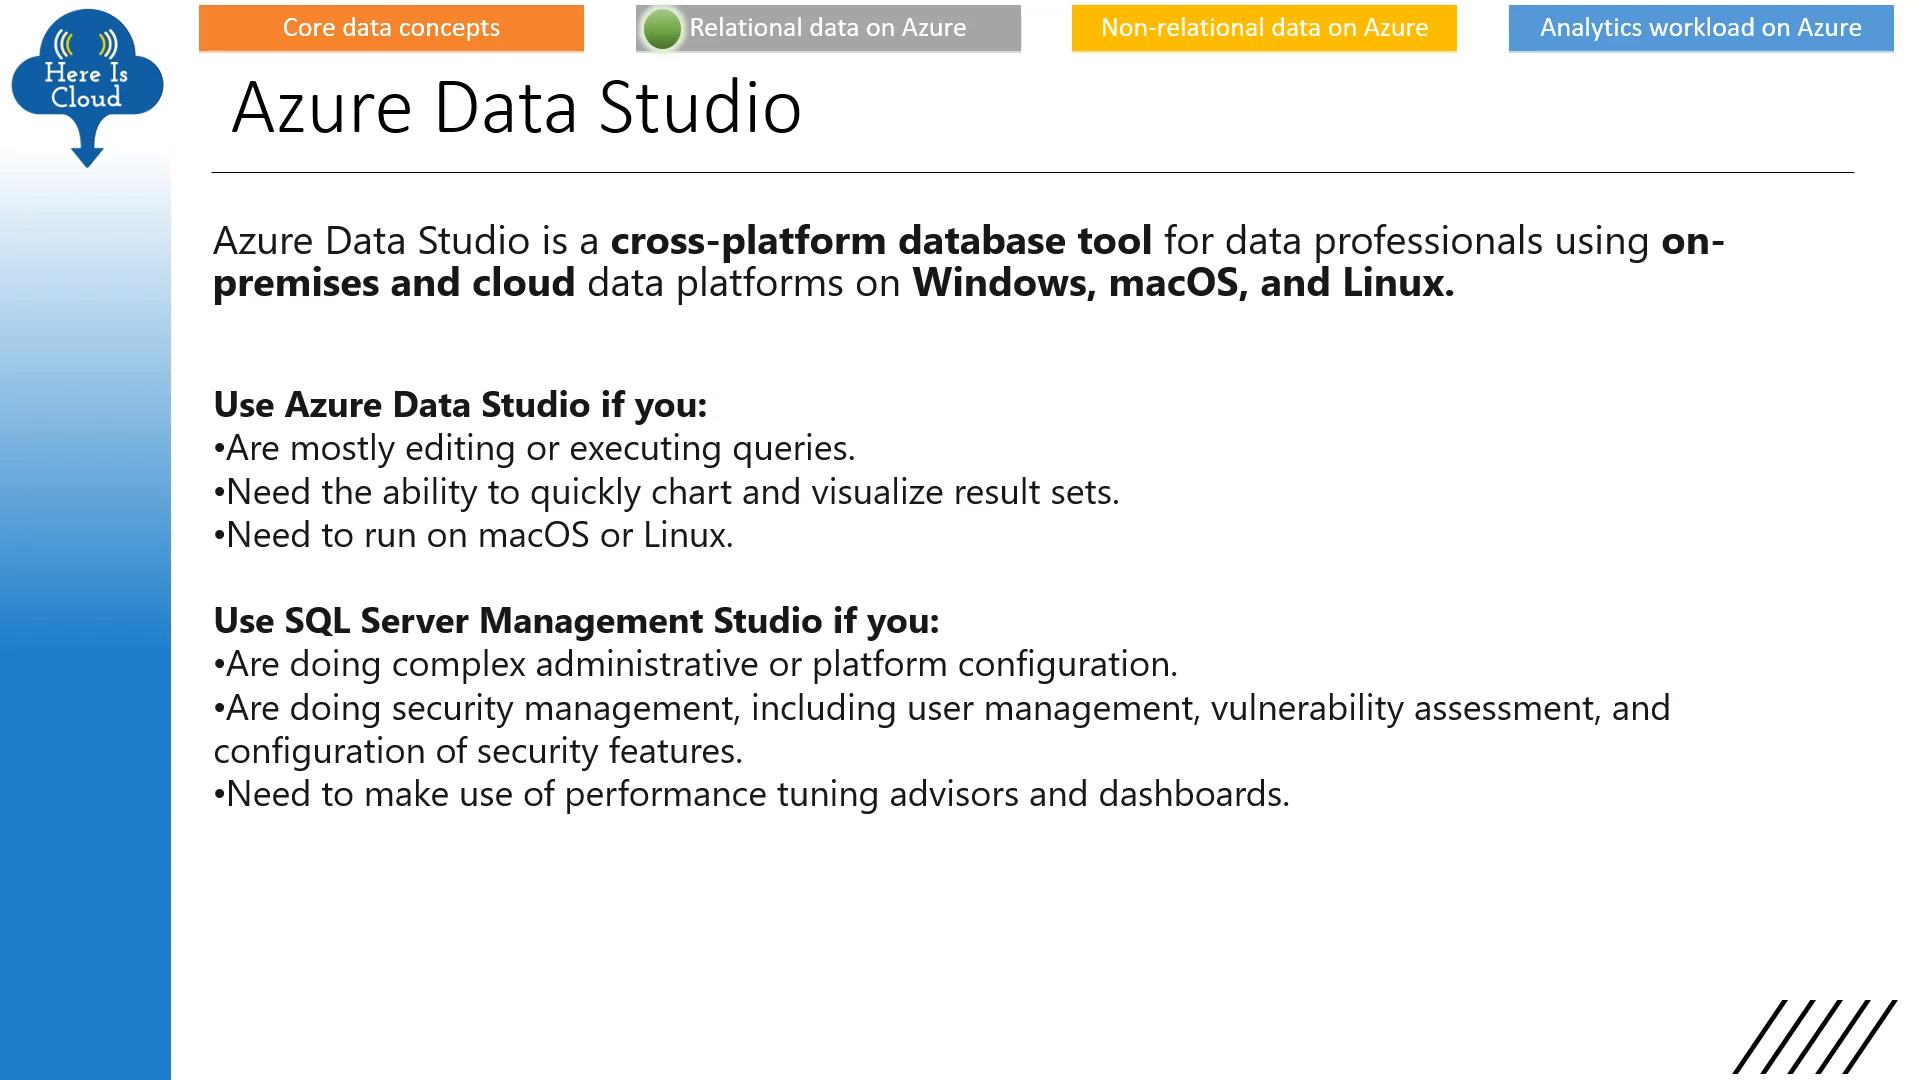 Core data concepts
Relational data on Azure
Non-relational data on Azure
Analytics workload on Azure
Here Is
Cloud
Azure Data Studio
Azure Data Studio is a cross-platform database tool for data professionals using on-
premises and cloud data platforms on Windows, macOS, and Linux.
Use Azure Data Studio if you:
•Are mostly editing or executing queries.
•Need the ability to quickly chart and visualize result sets.
•Need to run on macOS or Linux.
Use SQL Server Management Studio if you:
•Are doing complex administrative or platform configuration.
•Are doing security management, including user management, vulnerability assessment, and
configuration of security features.
•Need to make use of performance tuning advisors and dashboards.